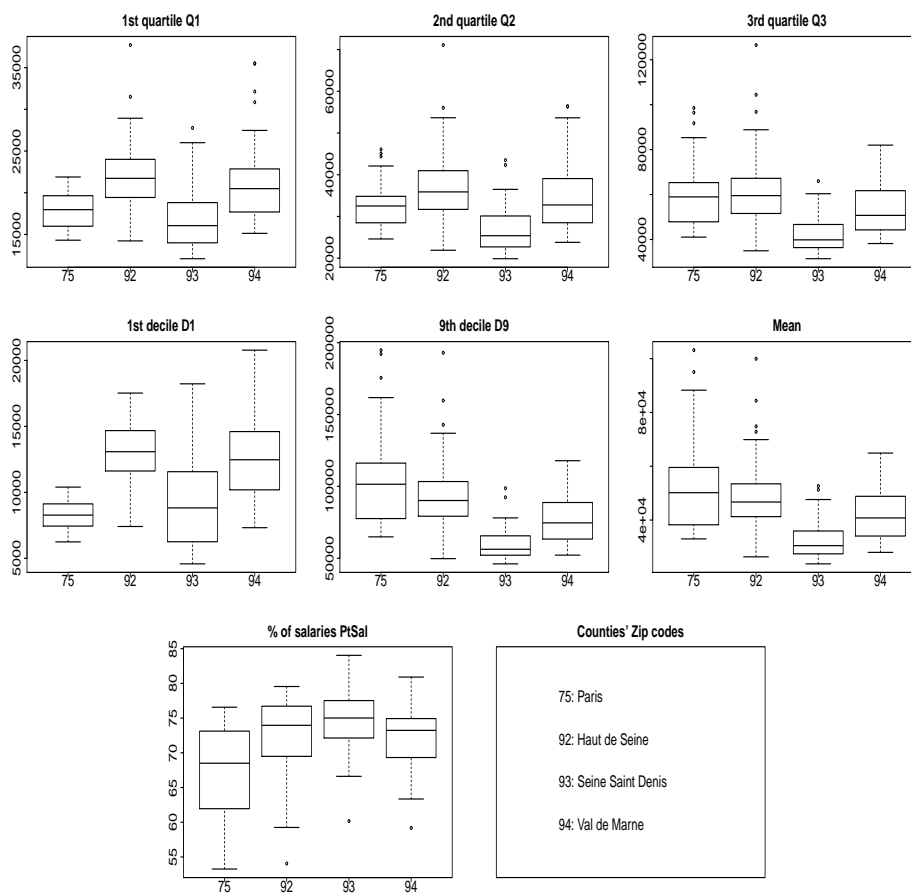 1st quartile Q1
2nd quartile Q2
3rd quartile Q3
15000 25000 35000
75 92 93 94
20000 40000 60000
75 92 93 94
40000 80000 120000
75 92 93 94
1st decile D1
9th decile D9
Mean
5000 10000 15000 20000
75 92 93 94
50000 100000 150000 200000
75 92 93 94
4e+04 8e+04
75 92 93 94
% of salaries PtSal
Counties' Zip codes
55 60 65 70 75 80 85
75 92 93 94
75: Paris
92: Haut de Seine
93: Seine Saint Denis
94: Val de Marne